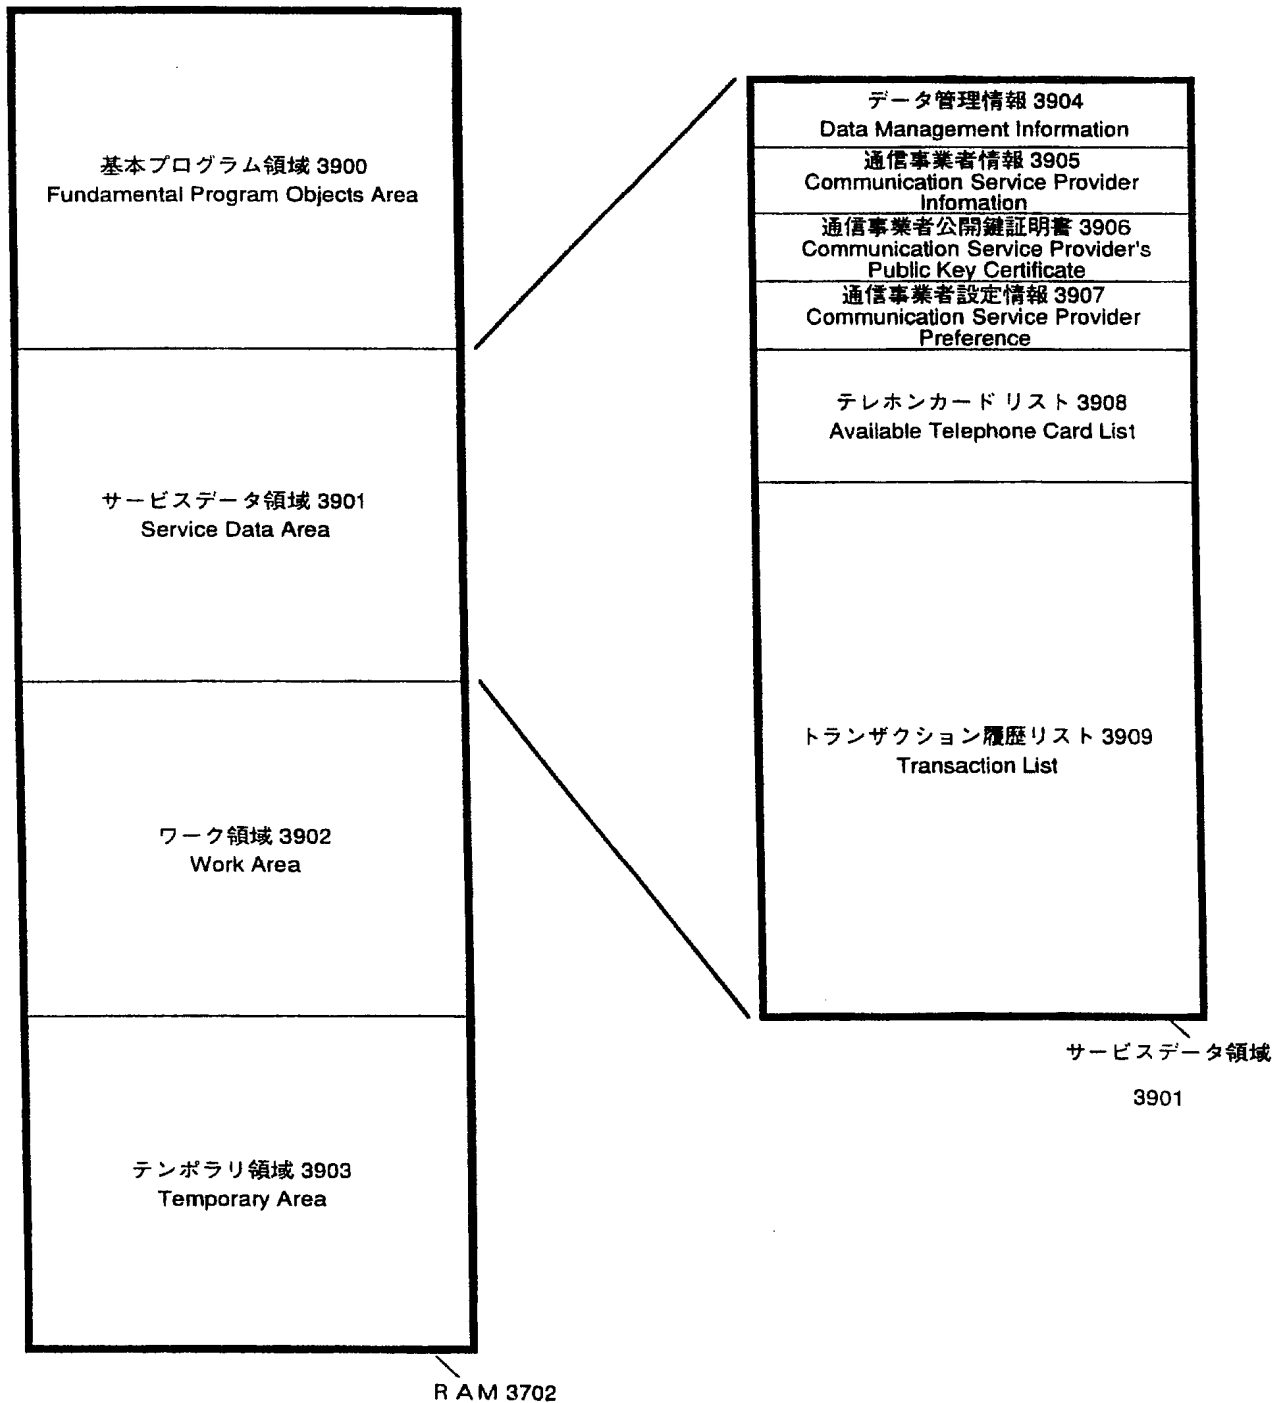 基本プログラム領域 3900
Fundamental Program Objects Area
サービスデータ領域 3901
Service Data Area
ワーク領域 3902
Work Area
テンポラリ領域 3903
Temporary Area
RAM 3702
データ管理情報 3904
Data Management Information
通信事業者情報 3905
Communication Service Provider
Infomation
通信事業者公開鍵証明書 3906
Communication Service Provider's
Public Key Certificate
通信事業者設定情報 3907
Communication Service Provider
Preference
テレホンカード リスト 3908
Available Telephone Card List
トランザクション履歴リスト 3909
Transaction List
サービスデータ領域
3901